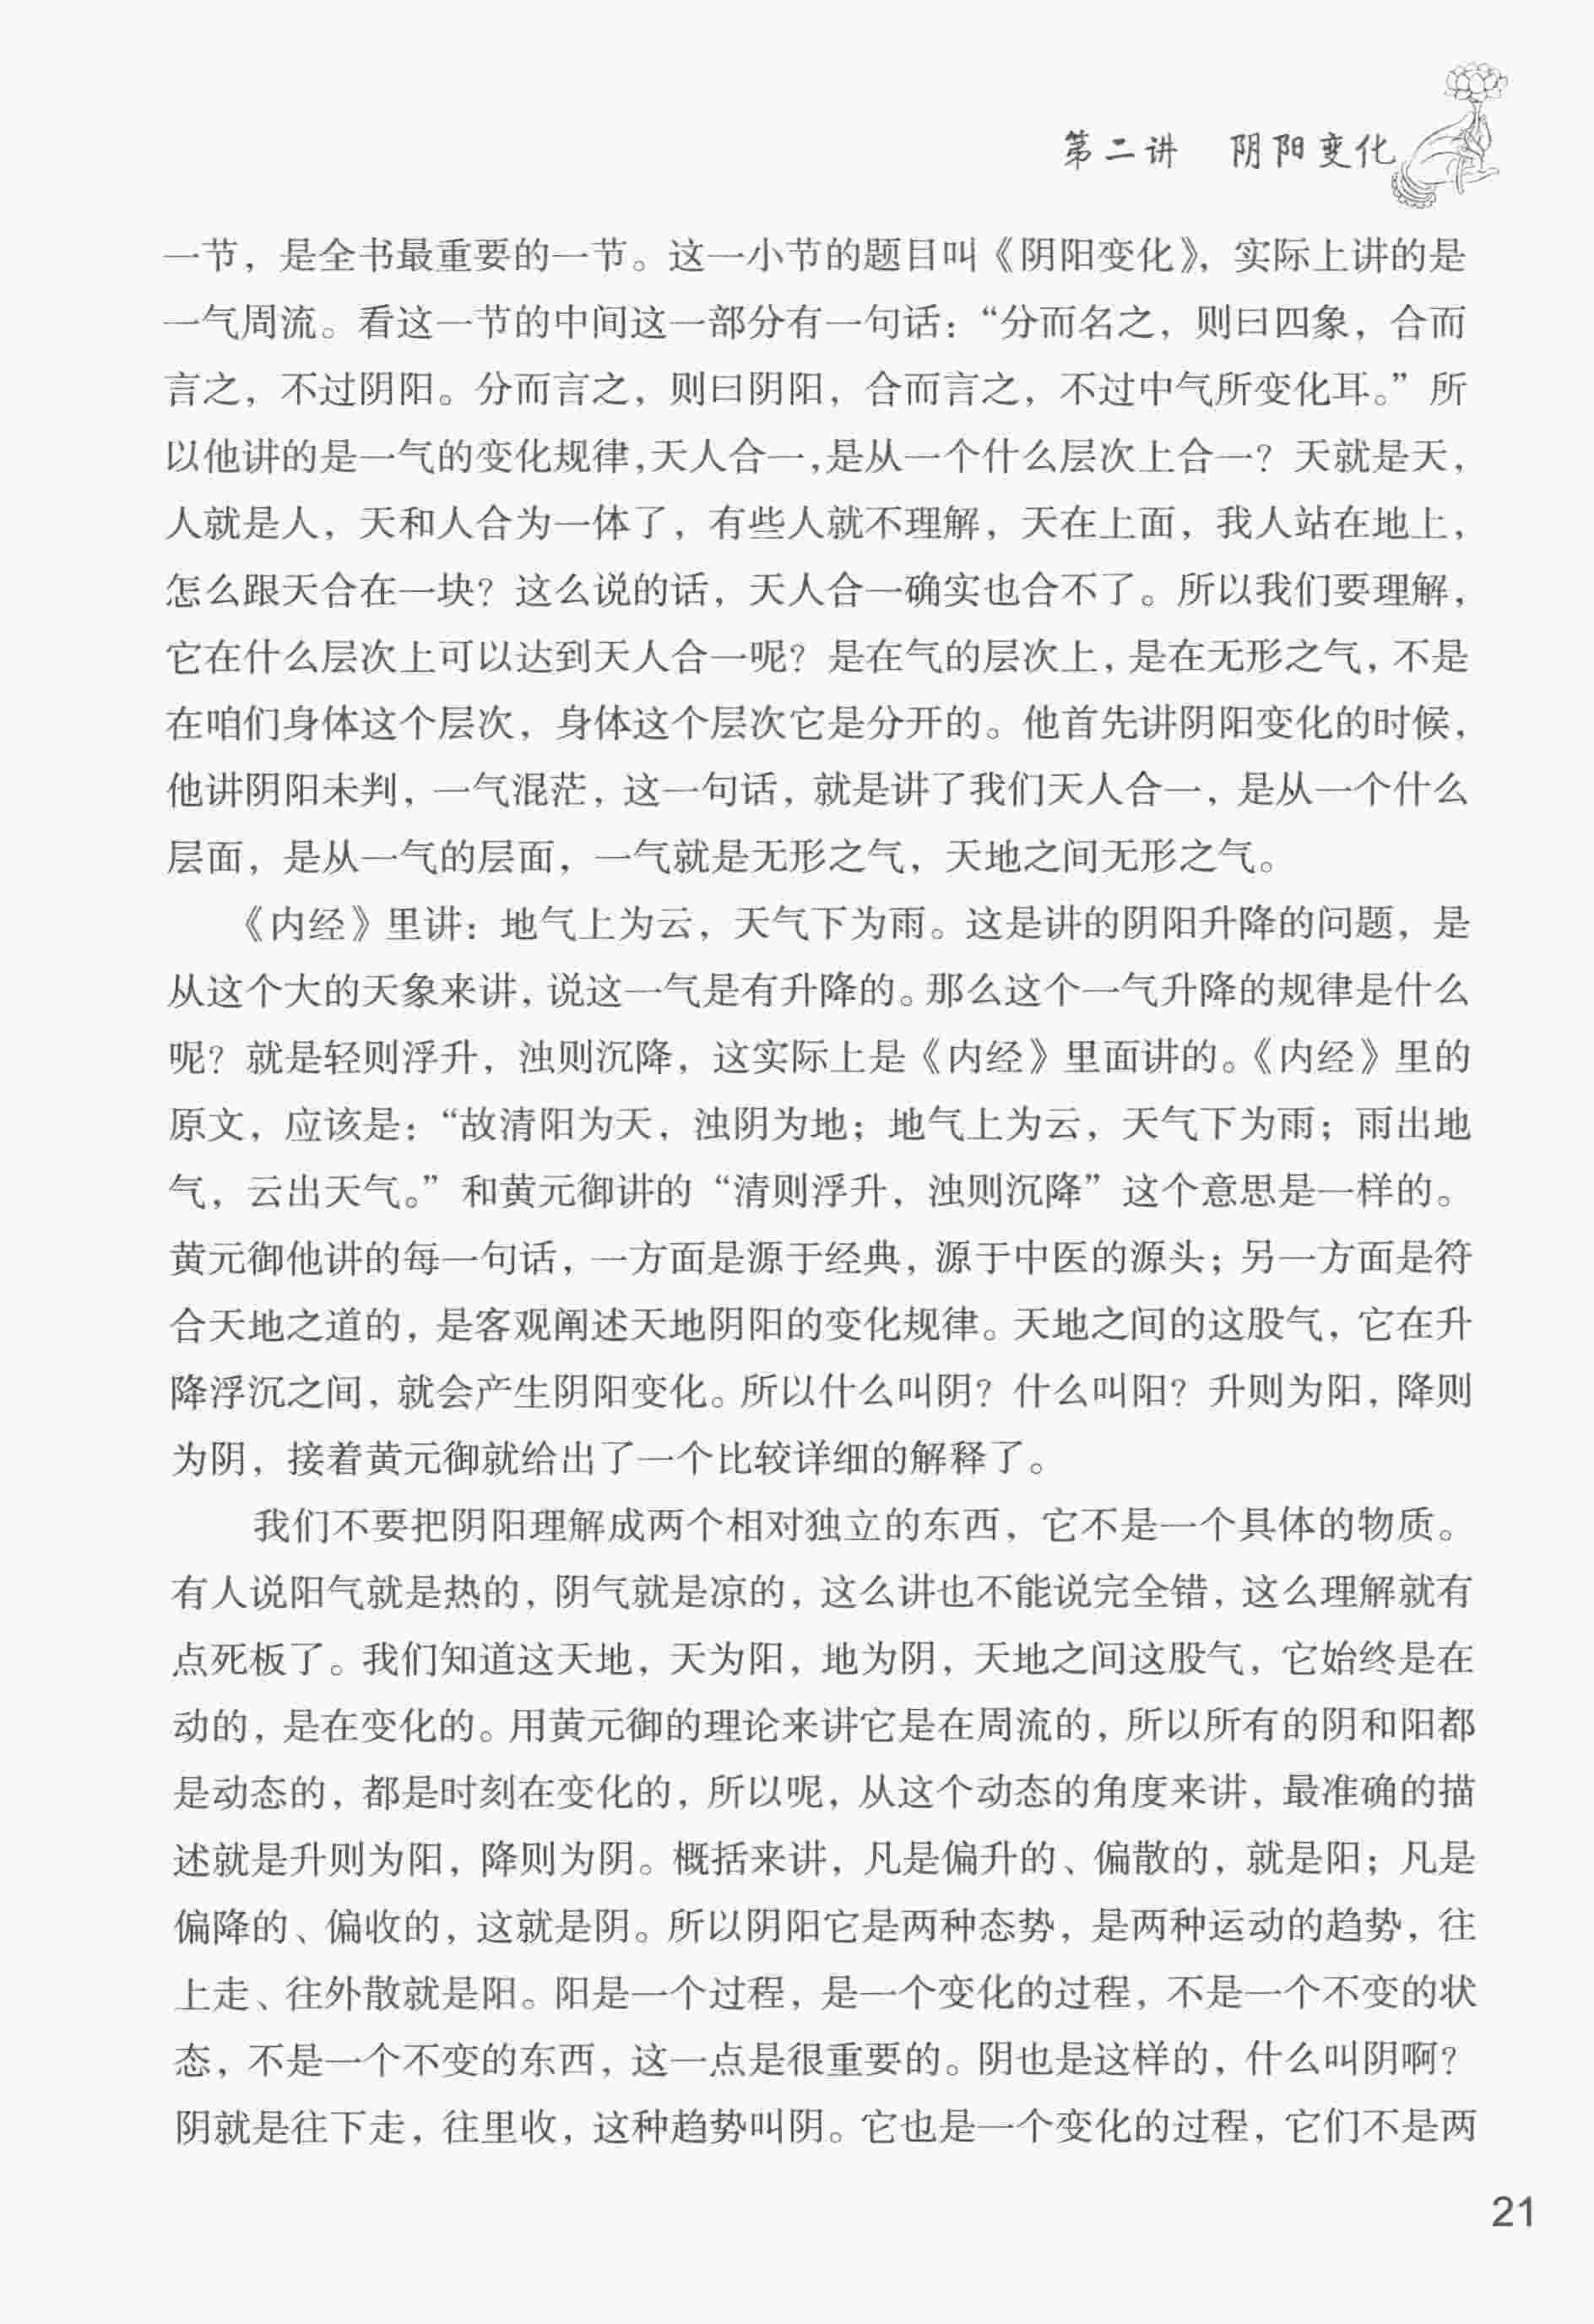 第二讲 阴阳变化
一节，是全书最重要的一节。这一小节的题目叫《阴阳变化》，实际上讲的是
一气周流。看这一节的中间这一部分有一句话：“分而名之，则曰四象，合而
言之，不过阴阳。分而言之，则曰阴阳，合而言之，不过中气所变化耳。”所
以他讲的是一气的变化规律，天人合一，是从一个什么层次上合一？天就是天，
人就是人，天和人合为一体了，有些人就不理解，天在上面，我人站在地上，
怎么跟天合在一块？这么说的话，天人合一确实也合不了。所以我们要理解，
它在什么层次上可以达到天人合一呢？是在气的层次上，是在无形之气，不是
在咱们身体这个层次，身体这个层次它是分开的。他首先讲阴阳变化的时候，
他讲阴阳未判，一气混茫，这一句话，就是讲了我们天人合一，是从一个什么
层面，是从一气的层面，一气就是无形之气，天地之间无形之气。
《内经》里讲：地气上为云，天气下为雨。这是讲的阴阳升降的问题，是
从这个大的天象来讲，说这一气是有升降的。那么这个一气升降的规律是什么
呢？就是轻则浮升，浊则沉降，这实际上是《内经》里面讲的。《内经》里的
原文，应该是：“故清阳为天，浊阴为地；地气上为云，天气下为雨；雨出地
气，云出天气。”和黄元御讲的“清则浮升，浊则沉降”这个意思是一样的。
黄元御他讲的每一句话，一方面是源于经典，源于中医的源头；另一方面是符
合天地之道的，是客观阐述天地阴阳的变化规律。天地之间的这股气，它在升
降浮沉之间，就会产生阴阳变化。所以什么叫阴？什么叫阳？升则为阳，降则
为阴，接着黄元御就给出了一个比较详细的解释了。
我们不要把阴阳理解成两个相对独立的东西，它不是一个具体的物质。
有人说阳气就是热的，阴气就是凉的，这么讲也不能说完全错，这么理解就有
点死板了。我们知道这天地，天为阳，地为阴，天地之间这股气，它始终是在
动的，是在变化的。用黄元御的理论来讲它是在周流的，所以所有的阴和阳都
是动态的，都是时刻在变化的，所以呢，从这个动态的角度来讲，最准确的描
述就是升则为阳，降则为阴。概括来讲，凡是偏升的、偏散的，就是阳；凡是
偏降的、偏收的，这就是阴。所以阴阳它是两种态势，是两种运动的趋势，往
上走、往外散就是阳。阳是一个过程，是一个变化的过程，不是一个不变的状
态，不是一个不变的东西，这一点是很重要的。阴也是这样的，什么叫阴啊？
阴就是往下走，往里收，这种趋势叫阴。它也是一个变化的过程，它们不是两
21